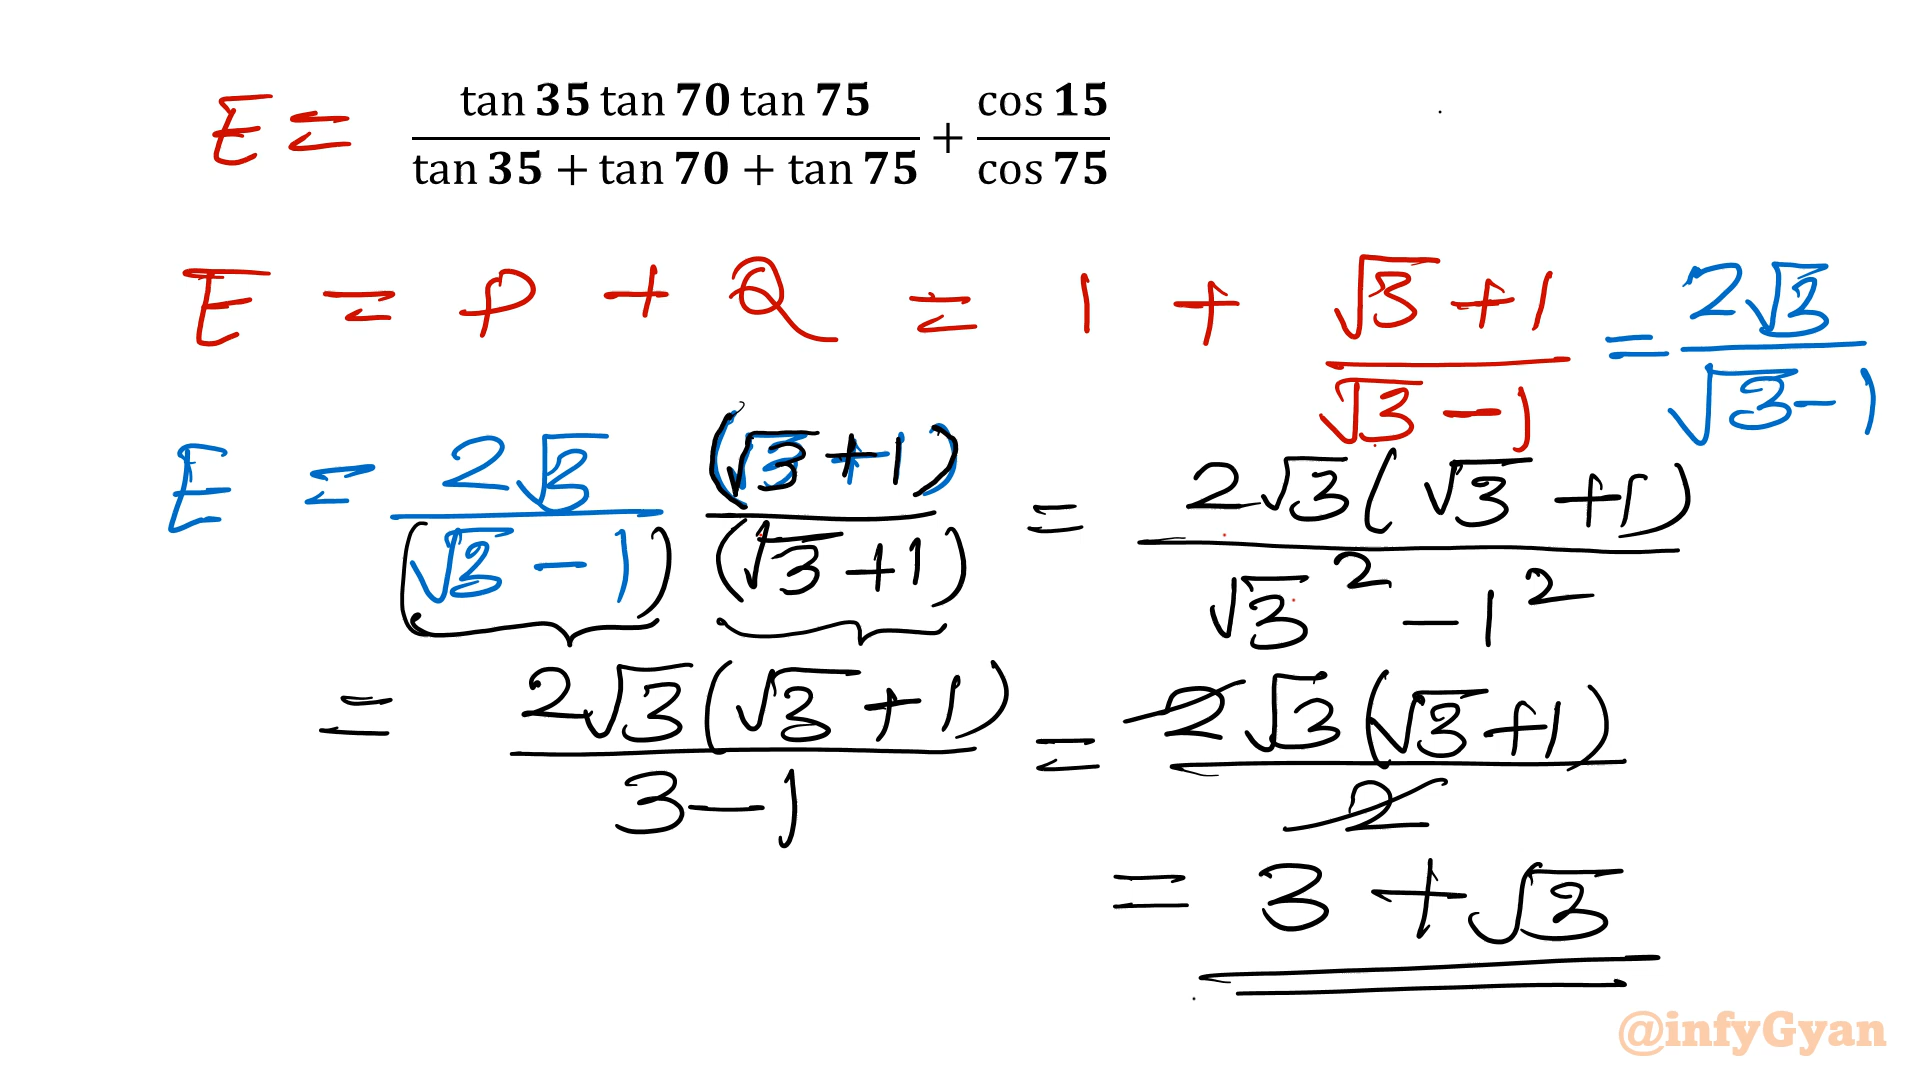 E = (tan 35 tan 70 tan 75)/(tan 35 + tan 70 + tan 75) + (cos 15)/(cos 75)
E = P + Q = 1 + (√3 + 1)/(√3 - 1) = 2√3/(√3 - 1)
E = 2√3/(√3 - 1) (√3 + 1)/(√3 + 1) = 2√3(√3 + 1)/(√3² - 1²)
= 2√3(√3 + 1)/(3 - 1) = 2√3(√3 + 1)/2
= 3 + √3
@infyGyan